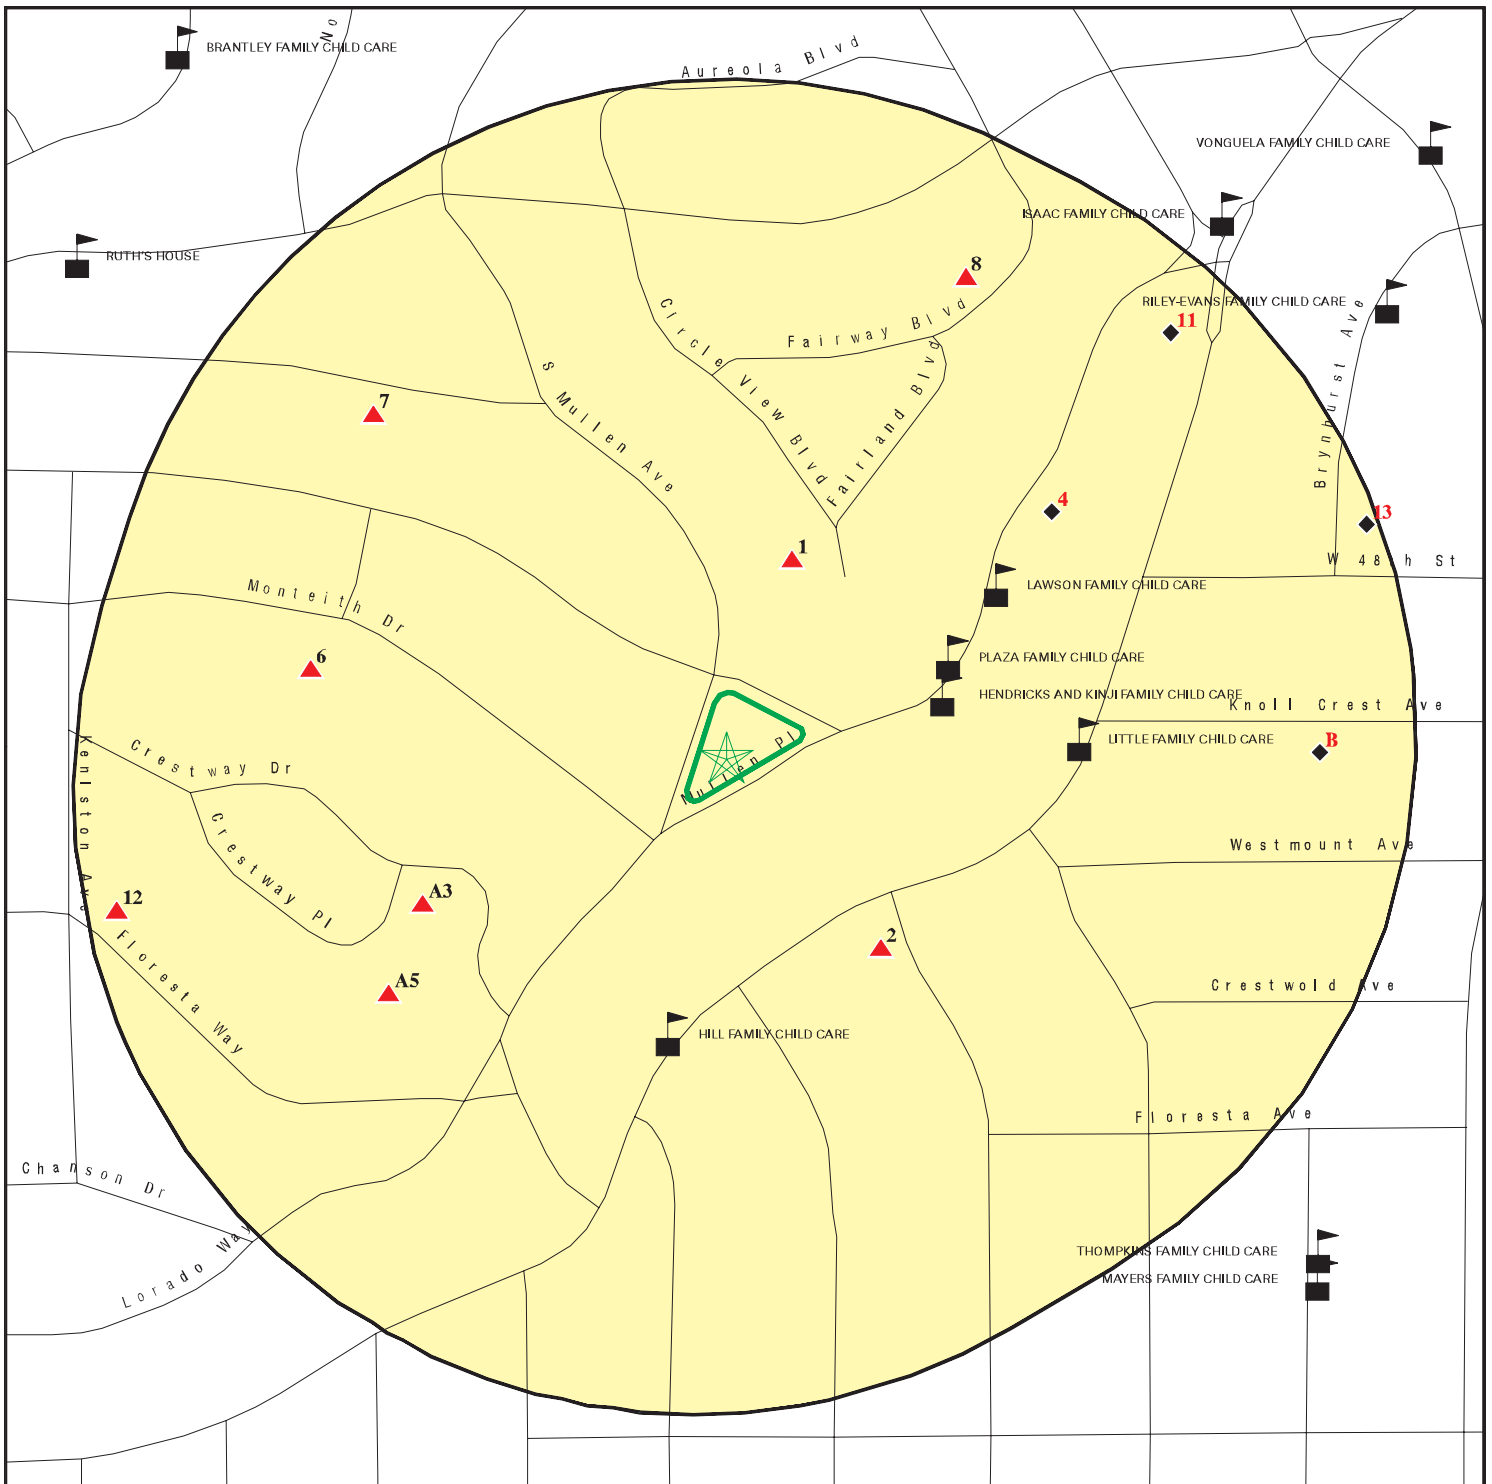 No
BRANTLEY FAMILY CHILD CARE
Aureola Blvd
VONGUELA FAMILY CHILD CARE
ISAAC FAMILY CHILD CARE
RUTH'S HOUSE
8
RILEY-EVANS FAMILY CHILD CARE
11
Circle View Blvd
Fairway Blvd
Brynhurst Ave
S Mullen Ave
Fairland Blvd
7
4
13
1
W 48th St
LAWSON FAMILY CHILD CARE
Monteith Dr
6
PLAZA FAMILY CHILD CARE
HENDRICKS AND KINJI FAMILY CHILD CARE
Knoll Crest Ave
Mullen Pl
LITTLE FAMILY CHILD CARE
B
Kenlston Ave
Crestway Dr
Crestway Pl
Westmount Ave
12
A3
2
Floresta Way
A5
Crestwold Ave
HILL FAMILY CHILD CARE
Floresta Ave
Chanson Dr
Lorado Way
THOMPKINS FAMILY CHILD CARE
MAYERS FAMILY CHILD CARE